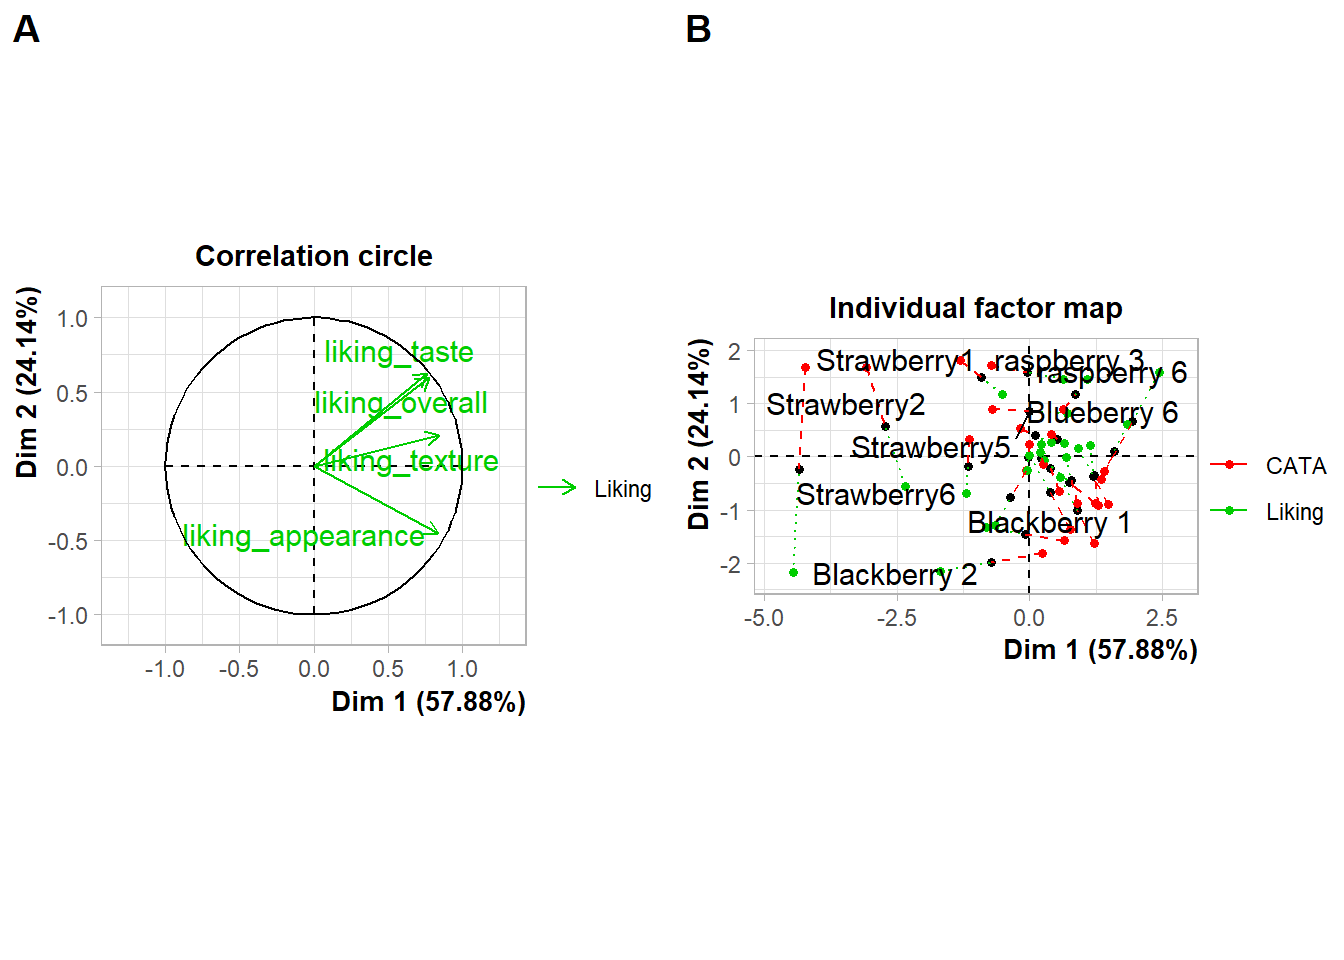 A
Correlation circle
Dim 2 (24.14%)
1.0
0.5
0.0
-0.5
-1.0
liking_taste
liking_overall
liking_texture
liking_appearance
-1.0 -0.5 0.0 0.5 1.0
Dim 1 (57.88%)
Liking
B
Individual factor map
Dim 2 (24.14%)
2
1
0
-1
-2
Strawberry1
raspberry 3
raspberry 6
Strawberry2
Blueberry 6
Strawberry5
Strawberry6
Blackberry 1
Blackberry 2
-5.0 -2.5 0.0 2.5
Dim 1 (57.88%)
CATA
Liking